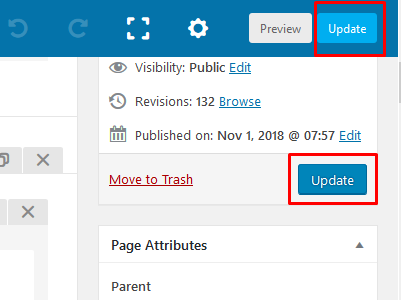 Preview Update
Visibility: Public Edit
Revisions: 132 Browse
Published on: Nov 1, 2018 @ 07:57 Edit
Move to Trash Update
Page Attributes
Parent